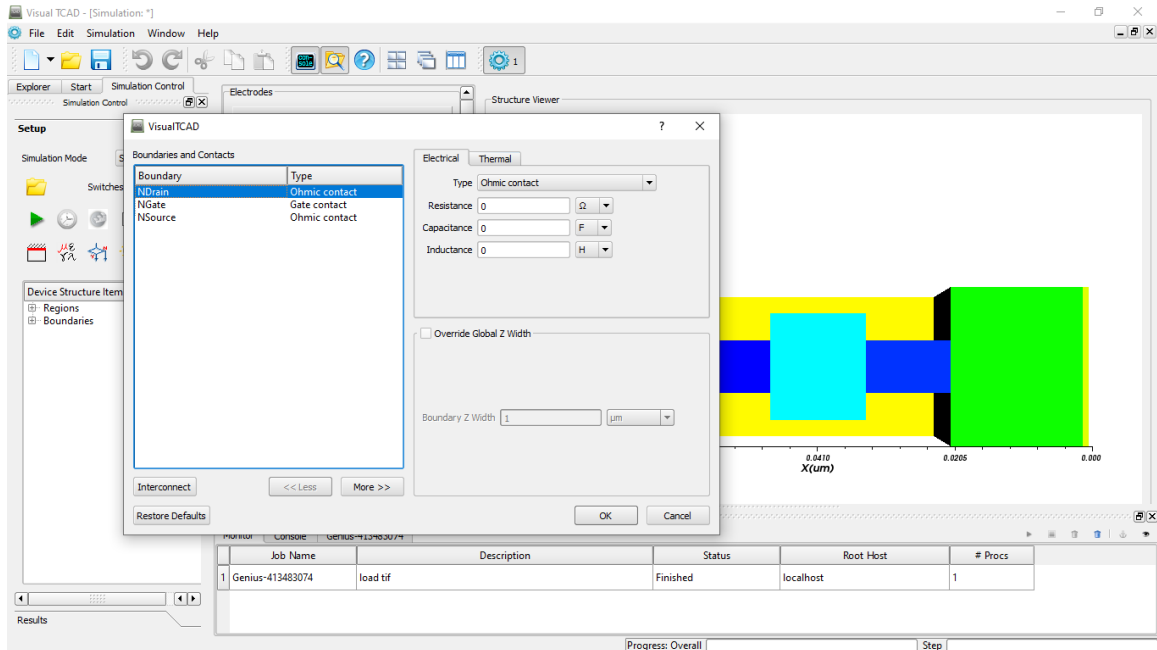 Visual TCAD - [Simulation: *]
File Edit Simulation Window Help
con-
sole
1
Explorer Start Simulation Control
Simulation Control
Electrodes
Structure Viewer
Setup
Simulation Mode S
Switches
Device Structure Item
Regions
Boundaries
Results
VisualTCAD ?
Boundaries and Contacts
Boundary Type
NDrain Ohmic contact
NGate Gate contact
NSource Ohmic contact
Interconnect << Less More >>
Restore Defaults
Electrical Thermal
Type Ohmic contact
Resistance 0 Ω
Capacitance 0 F
Inductance 0 H
Override Global Z Width
Boundary Z Width 1 μm
OK Cancel
0.0410 0.0205 0.000
X(um)
Monitor Console Genius-413483074
Job Name Description Status Root Host # Procs
1 Genius-413483074 load tif Finished localhost 1
Progress: Overall Step